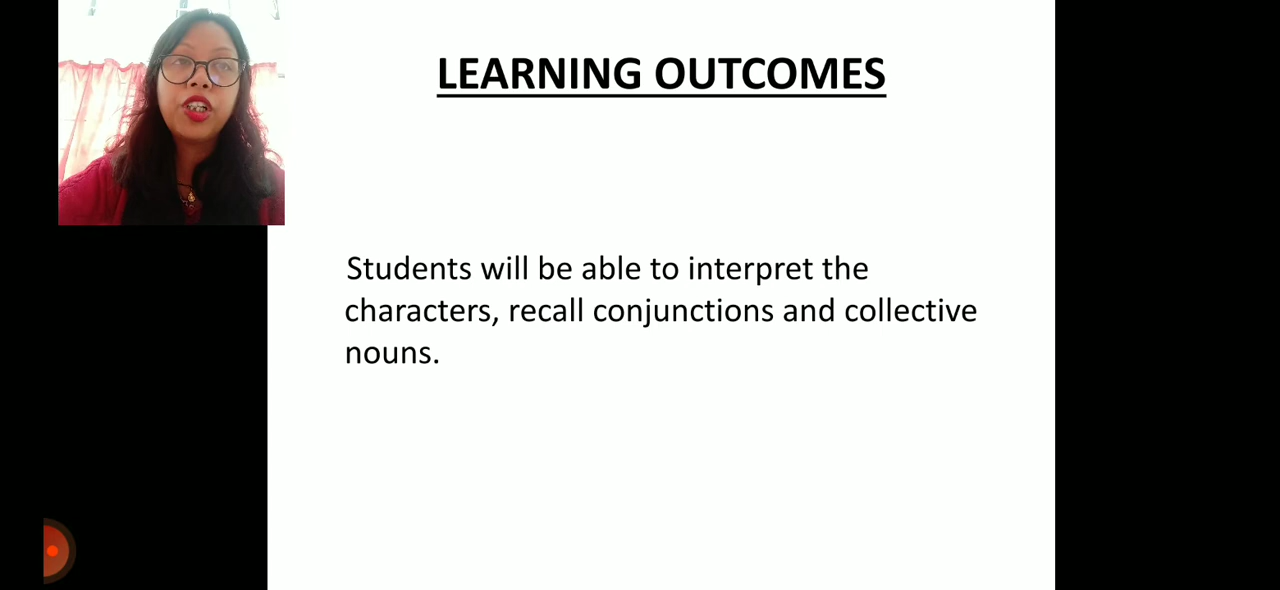 LEARNING OUTCOMES
Students will be able to interpret the
characters, recall conjunctions and collective
nouns.